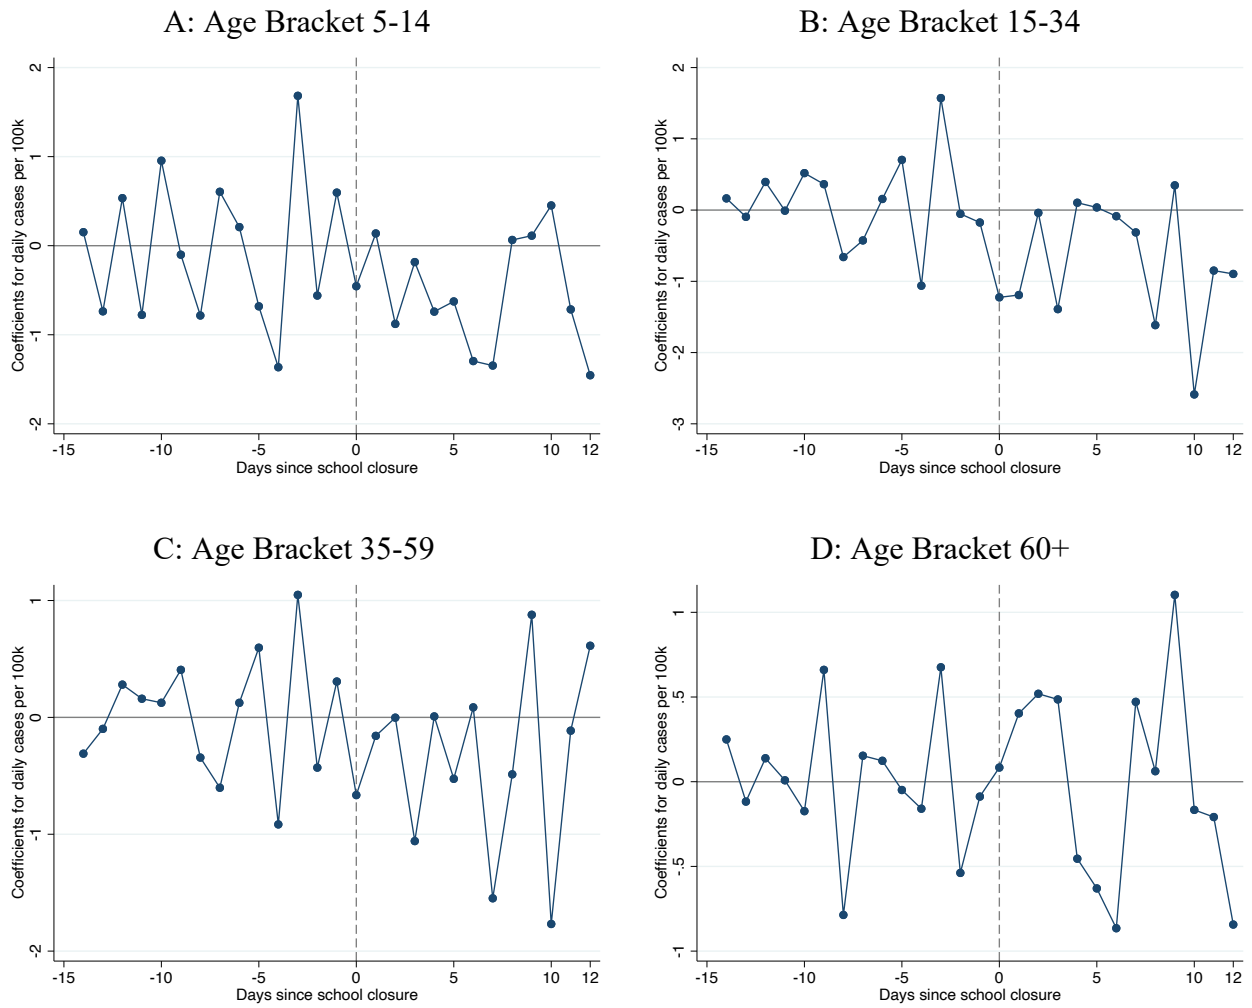 A: Age Bracket 5-14
Coefficients for daily cases per 100k
2
1
0
-1
-2
-15 -10 -5 0 5 10 12
Days since school closure
B: Age Bracket 15-34
Coefficients for daily cases per 100k
2
1
0
-1
-2
-3
-15 -10 -5 0 5 10 12
Days since school closure
C: Age Bracket 35-59
Coefficients for daily cases per 100k
1
0
-1
-2
-15 -10 -5 0 5 10 12
Days since school closure
D: Age Bracket 60+
Coefficients for daily cases per 100k
1
.5
0
-.5
-1
-15 -10 -5 0 5 10 12
Days since school closure